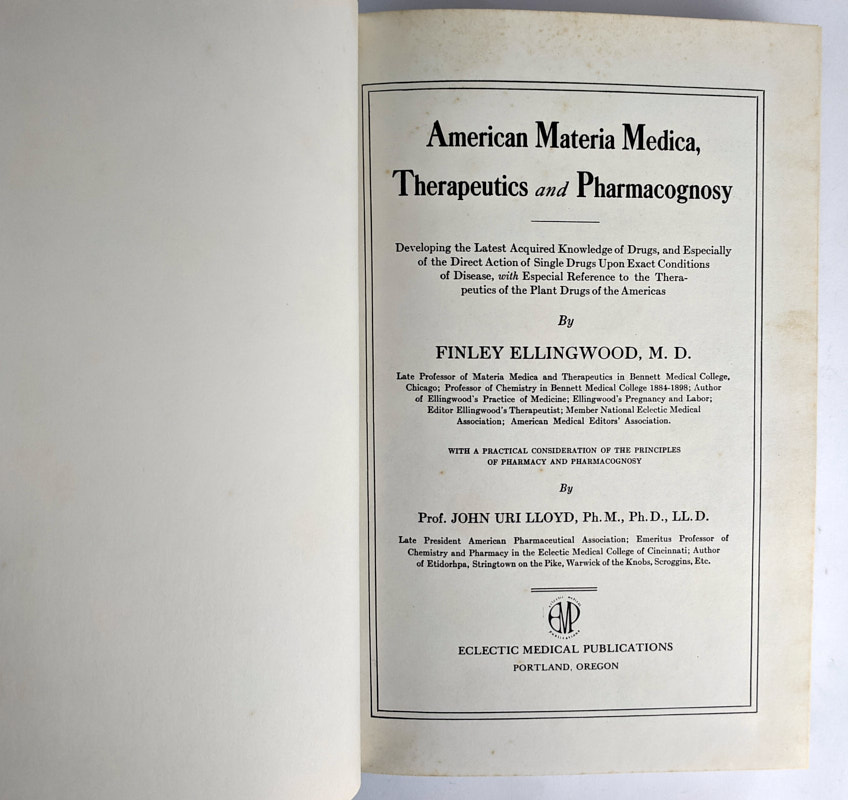 American Materia Medica,
Therapeutics and Pharmacognosy
Developing the Latest Acquired Knowledge of Drugs, and Especially
of the Direct Action of Single Drugs Upon Exact Conditions
of Disease, with Especial Reference to the Thera-
peutics of the Plant Drugs of the Americas
By
FINLEY ELLINGWOOD, M. D.
Late Professor of Materia Medica and Therapeutics in Bennett Medical College,
Chicago; Professor of Chemistry in Bennett Medical College 1884-1898; Author
of Ellingwood's Practice of Medicine; Ellingwood's Pregnancy and Labor;
Editor Ellingwood's Therapeutist; Member National Eclectic Medical
Association; American Medical Editors' Association.
WITH A PRACTICAL CONSIDERATION OF THE PRINCIPLES
OF PHARMACY AND PHARMACOGNOSY
By
Prof. JOHN URI LLOYD, Ph. M., Ph. D., LL. D.
Late President American Pharmaceutical Association; Emeritus Professor of
Chemistry and Pharmacy in the Eclectic Medical College of Cincinnati; Author
of Etidorhpa, Stringtown on the Pike, Warwick of the Knobs, Scroggins, Etc.
Eclectic Medical
EMP
Publications
ECLECTIC MEDICAL PUBLICATIONS
PORTLAND, OREGON